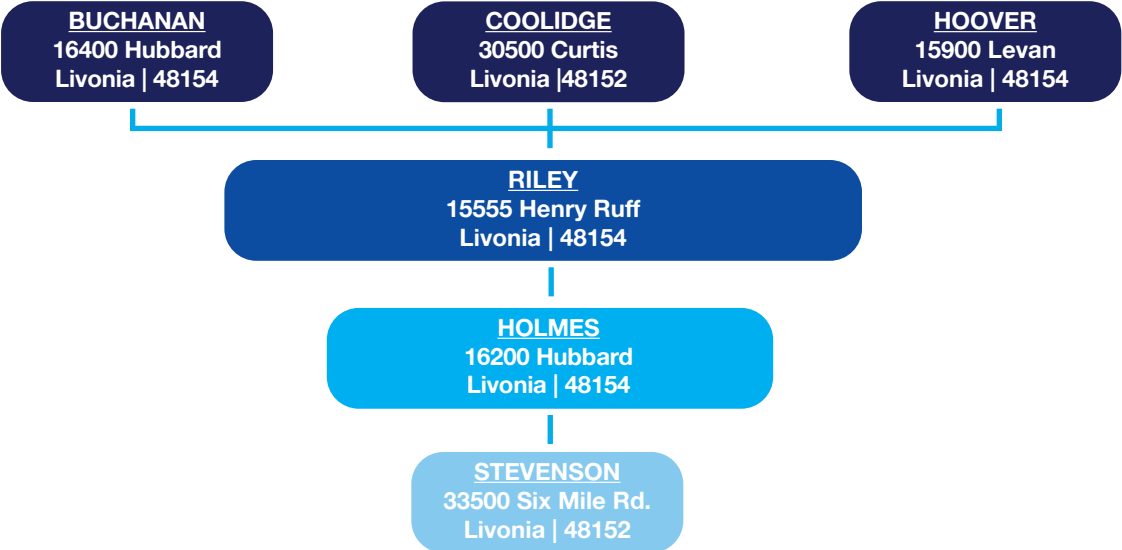 BUCHANAN
16400 Hubbard
Livonia | 48154
COOLIDGE
30500 Curtis
Livonia |48152
HOOVER
15900 Levan
Livonia | 48154
RILEY
15555 Henry Ruff
Livonia | 48154
HOLMES
16200 Hubbard
Livonia | 48154
STEVENSON
33500 Six Mile Rd.
Livonia | 48152